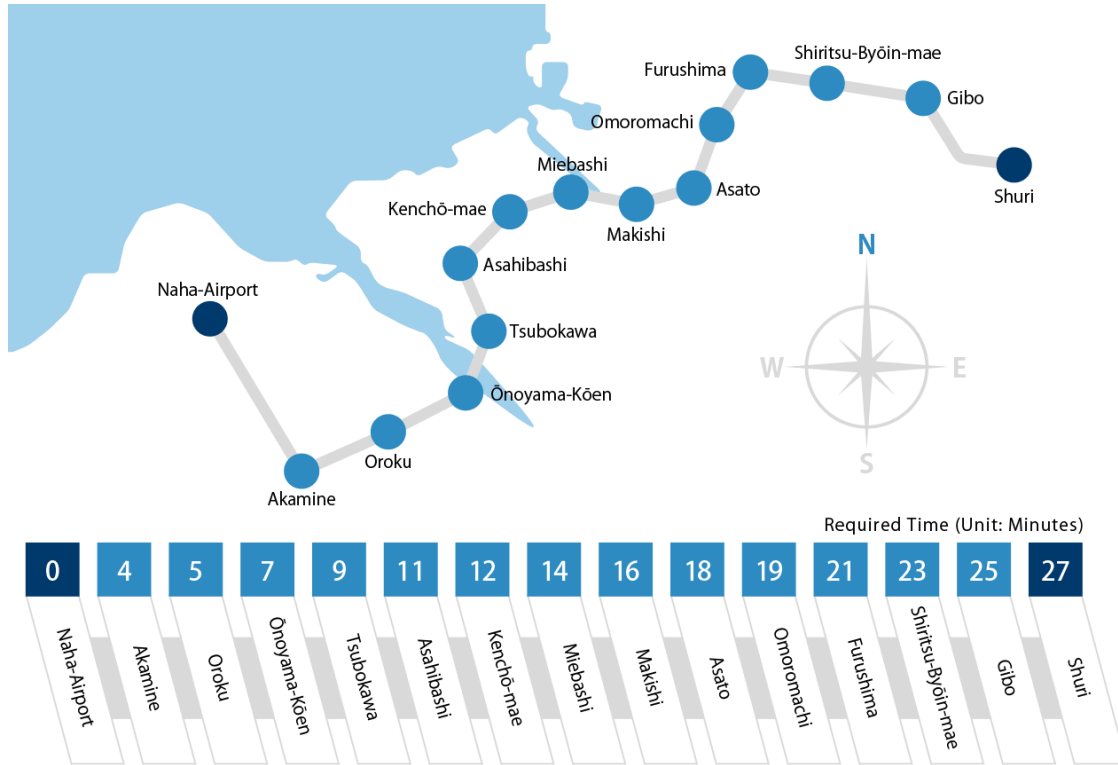 Shiritsu-Byōin-mae
Furushima
Gibo
Omoromachi
Miebashi
Asato
Shuri
Kenchō-mae
Makishi
N
Asahibashi
Naha-Airport
Tsubokawa
W
E
Ōnoyama-Kōen
Oroku
S
Akamine
Required Time (Unit: Minutes)
0 4 5 7 9 11 12 14 16 18 19 21 23 25 27
Naha-Airport
Akamine
Oroku
Ōnoyama-Kōen
Tsubokawa
Asahibashi
Kenchō-mae
Miebashi
Makishi
Asato
Omoromachi
Furushima
Shiritsu-Byōin-mae
Gibo
Shuri